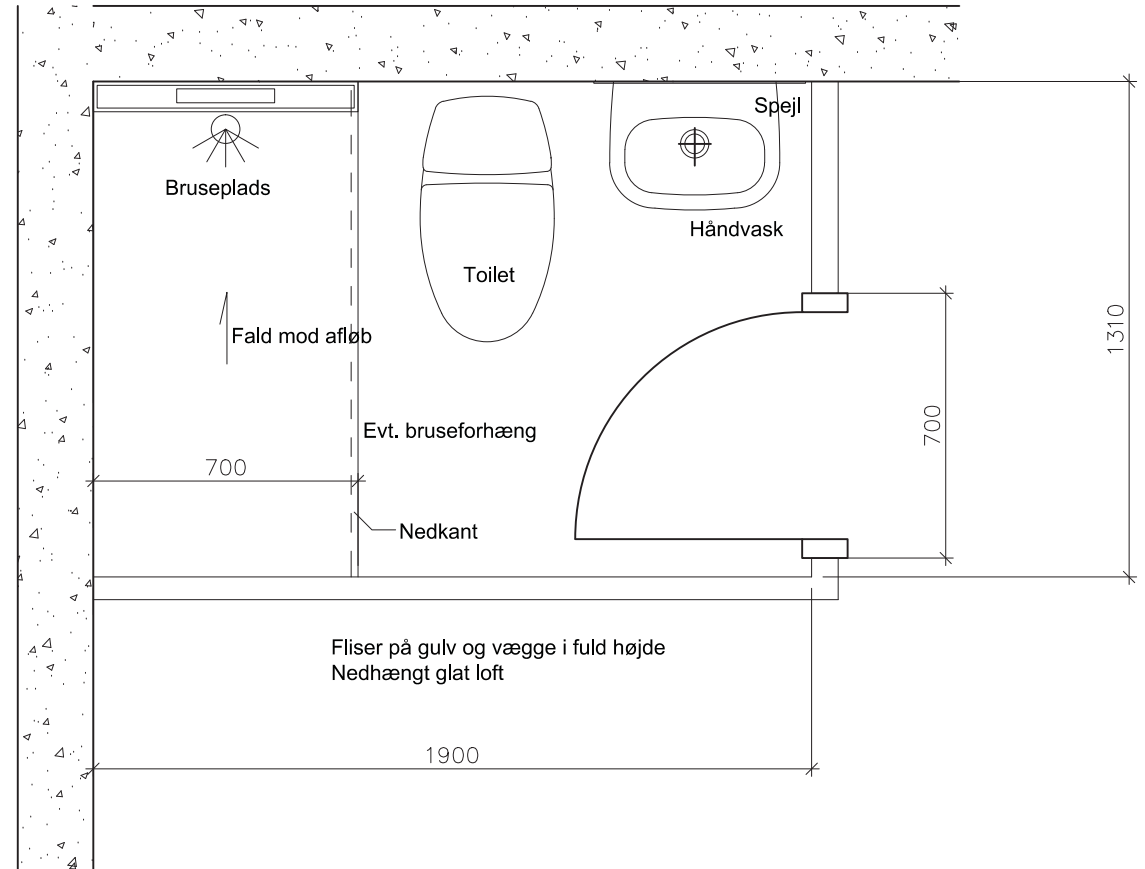 Spejl
Bruseplads
Håndvask
Toilet
Fald mod afløb
1310
700
Evt. bruseforhæng
700
Nedkant
Fliser på gulv og vægge i fuld højde
Nedhængt glat loft
1900